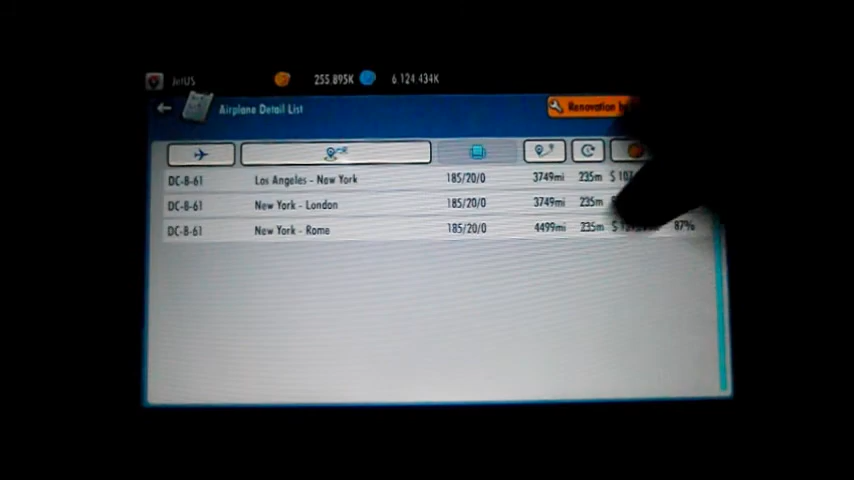 JetUS 255.895K 6.124.434K
Airplane Detail List Renovation
DC-8-61 Los Angeles - New York 185/20/0 3749mi 235m $ 107
DC-8-61 New York - London 185/20/0 3749mi 235m
DC-8-61 New York - Rome 185/20/0 4499mi 235m $ 87%